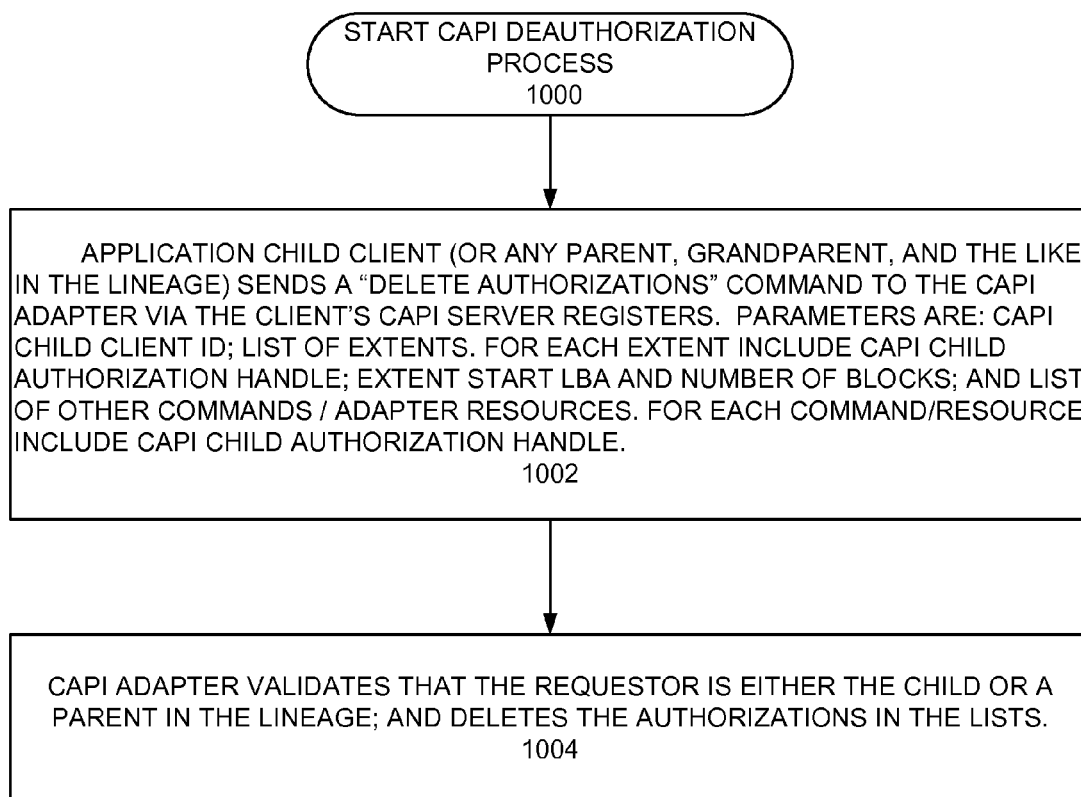 START CAPI DEAUTHORIZATION
PROCESS
1000
APPLICATION CHILD CLIENT (OR ANY PARENT, GRANDPARENT, AND THE LIKE
IN THE LINEAGE) SENDS A “DELETE AUTHORIZATIONS” COMMAND TO THE CAPI
ADAPTER VIA THE CLIENT’S CAPI SERVER REGISTERS. PARAMETERS ARE: CAPI
CHILD CLIENT ID; LIST OF EXTENTS. FOR EACH EXTENT INCLUDE CAPI CHILD
AUTHORIZATION HANDLE; EXTENT START LBA AND NUMBER OF BLOCKS; AND LIST
OF OTHER COMMANDS / ADAPTER RESOURCES. FOR EACH COMMAND/RESOURCE
INCLUDE CAPI CHILD AUTHORIZATION HANDLE.
1002
CAPI ADAPTER VALIDATES THAT THE REQUESTOR IS EITHER THE CHILD OR A
PARENT IN THE LINEAGE; AND DELETES THE AUTHORIZATIONS IN THE LISTS.
1004